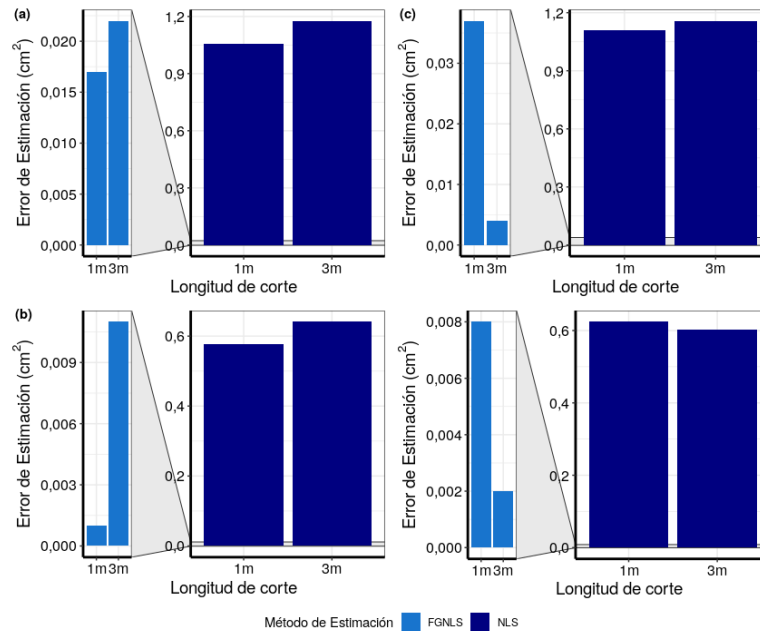 (a)
Error de Estimación (cm²)
0,020
0,015
0,010
0,005
0,000
1m 3m
1,2
0,9
0,6
0,3
0,0
1m 3m
Longitud de corte
(c)
Error de Estimación (cm²)
0,03
0,02
0,01
0,00
1m 3m
1,2
0,9
0,6
0,3
0,0
1m 3m
Longitud de corte
(b)
Error de Estimación (cm²)
0,009
0,006
0,003
0,000
1m 3m
0,6
0,4
0,2
0,0
1m 3m
Longitud de corte
Error de Estimación (cm²)
0,008
0,006
0,004
0,002
0,000
1m 3m
0,6
0,4
0,2
0,0
1m 3m
Longitud de corte
Método de Estimación FGNLS NLS